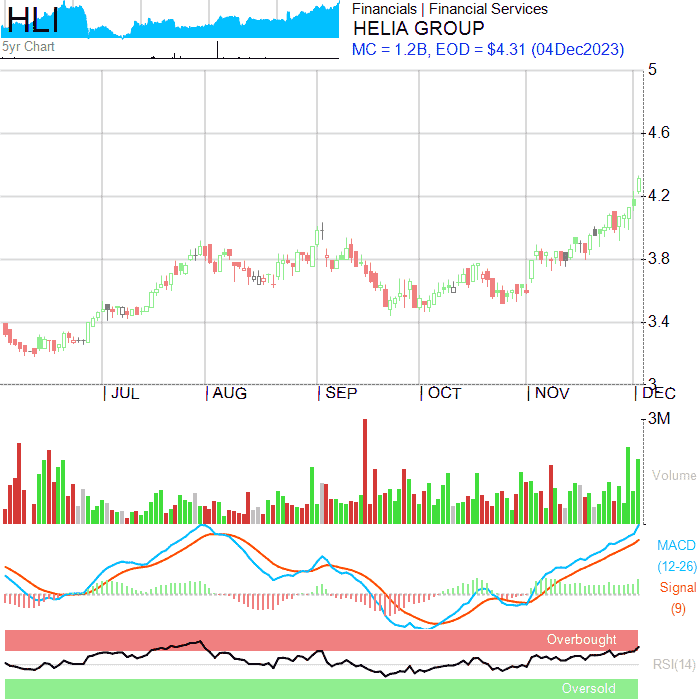 HLI
5yr Chart
Financials | Financial Services
HELIA GROUP
MC = 1.2B, EOD = $4.31 (04Dec2023)
5
4.6
4.2
3.8
3.4
3
JUL AUG SEP OCT NOV DEC
3M
Volume
MACD
(12-26)
Signal
(9)
Overbought
RSI(14)
Oversold